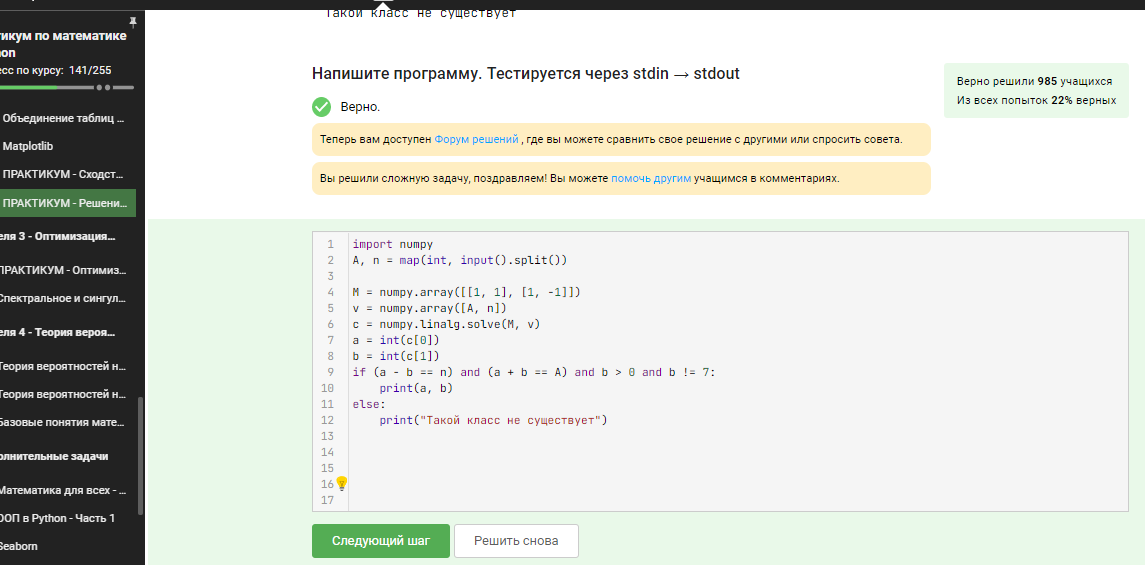 Такой класс не существует
тикум по математике
on
есс по курсу: 141/255
Объединение таблиц ...
Matplotlib
ПРАКТИКУМ - Сходст...
ПРАКТИКУМ - Решени...
еля 3 - Оптимизация...
ПРАКТИКУМ - Оптимиз...
Спектральное и сингул...
еля 4 - Теория вероя...
Теория вероятностей н...
Теория вероятностей н...
Базовые понятия мате...
олнительные задачи
Математика для всех - ...
ООП в Python - Часть 1
Seaborn
Напишите программу. Тестируется через stdin → stdout
Верно.
Теперь вам доступен Форум решений , где вы можете сравнить свое решение с другими или спросить совета.
Вы решили сложную задачу, поздравляем! Вы можете помочь другим учащимся в комментариях.
Верно решили 985 учащихся
Из всех попыток 22% верных
1 import numpy
2 A, n = map(int, input().split())
3
4 M = numpy.array([[1, 1], [1, -1]])
5 v = numpy.array([A, n])
6 c = numpy.linalg.solve(M, v)
7 a = int(c[0])
8 b = int(c[1])
9 if (a - b == n) and (a + b == A) and b > 0 and b != 7:
10 print(a, b)
11 else:
12 print("Такой класс не существует")
13
14
15
16
17
Следующий шаг
Решить снова